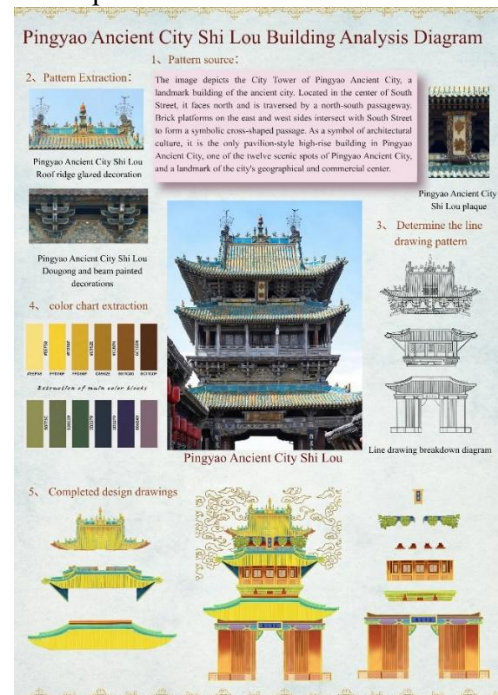 Pingyao Ancient City Shi Lou Building Analysis Diagram
1、Pattern source:
The image depicts the City Tower of Pingyao Ancient City, a
landmark building of the ancient city. Located in the center of South
Street, it faces north and is traversed by a north-south passageway.
Brick platforms on the east and west sides intersect with South Street
to form a symbolic cross-shaped passage. As a symbol of architectural
culture, it is the only pavilion-style high-rise building in Pingyao
Ancient City, one of the twelve scenic spots of Pingyao Ancient City,
and a landmark of the city's geographical and commercial center.
2、Pattern Extraction:
Pingyao Ancient City Shi Lou
Roof ridge glazed decoration
Pingyao Ancient City Shi Lou
Dougong and beam painted
decorations
Pingyao Ancient City
Shi Lou plaque
3、 Determine the line
drawing pattern
Line drawing breakdown diagram
4、 color chart extraction
Extraction of main color blocks
Pingyao Ancient City Shi Lou
5、 Completed design drawings